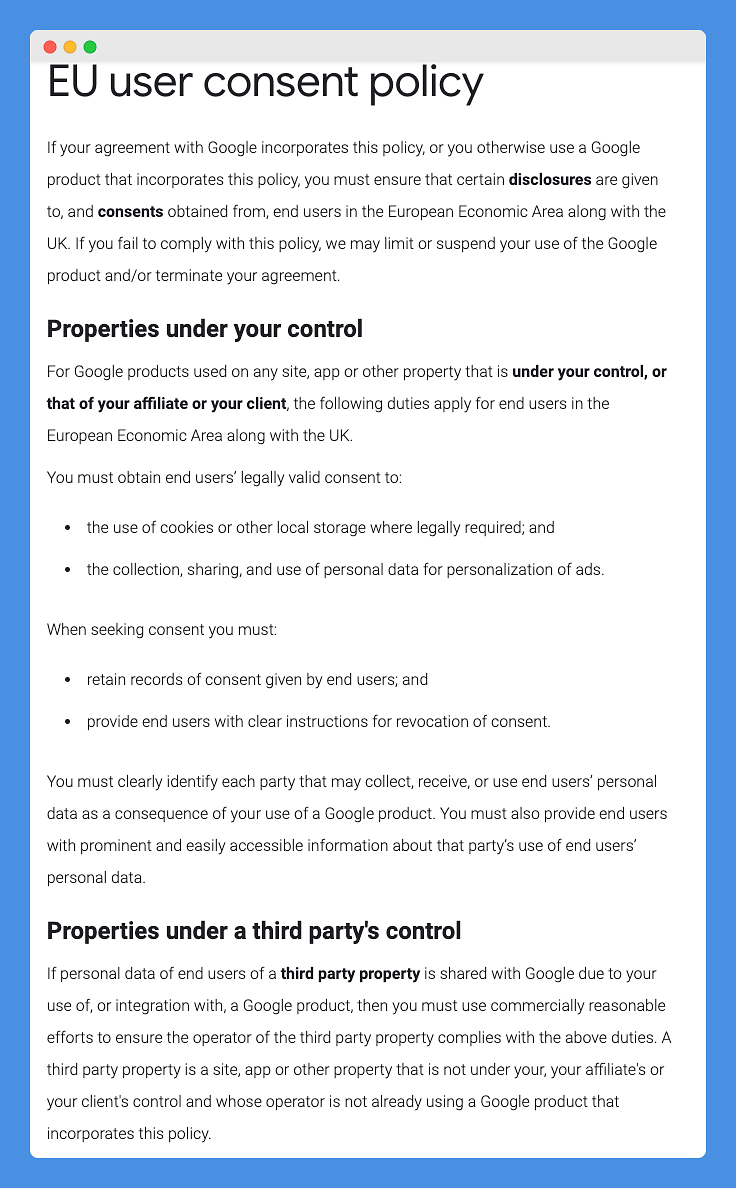 EU user consent policy
If your agreement with Google incorporates this policy, or you otherwise use a Google
product that incorporates this policy, you must ensure that certain disclosures are given
to, and consents obtained from, end users in the European Economic Area along with the
UK. If you fail to comply with this policy, we may limit or suspend your use of the Google
product and/or terminate your agreement.
Properties under your control
For Google products used on any site, app or other property that is under your control, or
that of your affiliate or your client, the following duties apply for end users in the
European Economic Area along with the UK.
You must obtain end users’ legally valid consent to:
• the use of cookies or other local storage where legally required; and
• the collection, sharing, and use of personal data for personalization of ads.
When seeking consent you must:
• retain records of consent given by end users; and
• provide end users with clear instructions for revocation of consent.
You must clearly identify each party that may collect, receive, or use end users’ personal
data as a consequence of your use of a Google product. You must also provide end users
with prominent and easily accessible information about that party’s use of end users’
personal data.
Properties under a third party's control
If personal data of end users of a third party property is shared with Google due to your
use of, or integration with, a Google product, then you must use commercially reasonable
efforts to ensure the operator of the third party property complies with the above duties. A
third party property is a site, app or other property that is not under your, your affiliate's or
your client's control and whose operator is not already using a Google product that
incorporates this policy.